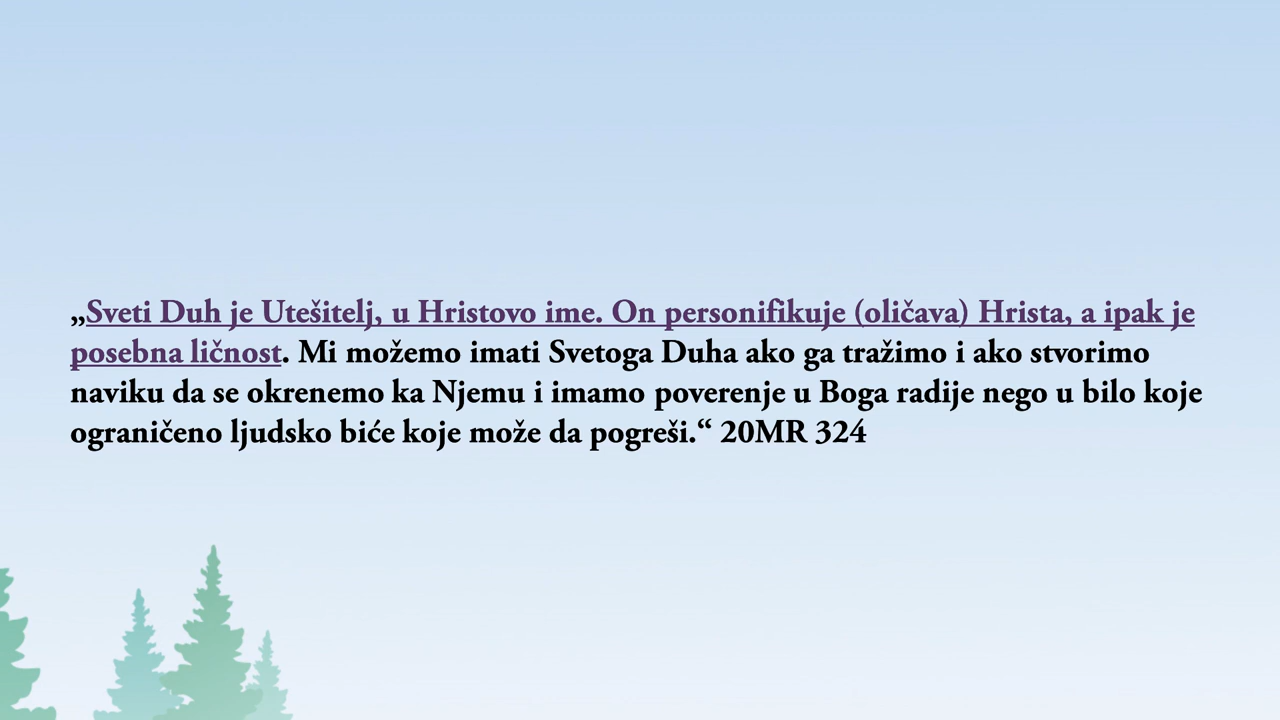 „Sveti Duh je Utešitelj, u Hristovo ime. On personifikuje (oličava) Hrista, a ipak je
posebna ličnost. Mi možemo imati Svetoga Duha ako ga tražimo i ako stvorimo
naviku da se okrenemo ka Njemu i imamo poverenje u Boga radije nego u bilo koje
ograničeno ljudsko biće koje može da pogreši.“ 20MR 324